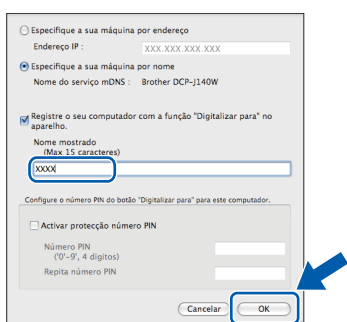 Especifique a sua máquina por endereço
Endereço IP : XXX.XXX.XXX.XXX
Especifique a sua máquina por nome
Nome do serviço mDNS : Brother DCP-J140W
Registre o seu computador com a função "Digitalizar para" no
aparelho.
Nome mostrado
(Max 15 caracteres)
XXXX
Configure o número PIN do botão "Digitalizar para" para este computador.
Activar protecção número PIN
Número PIN
('0'-9', 4 digitos)
Repita número PIN
Cancelar OK